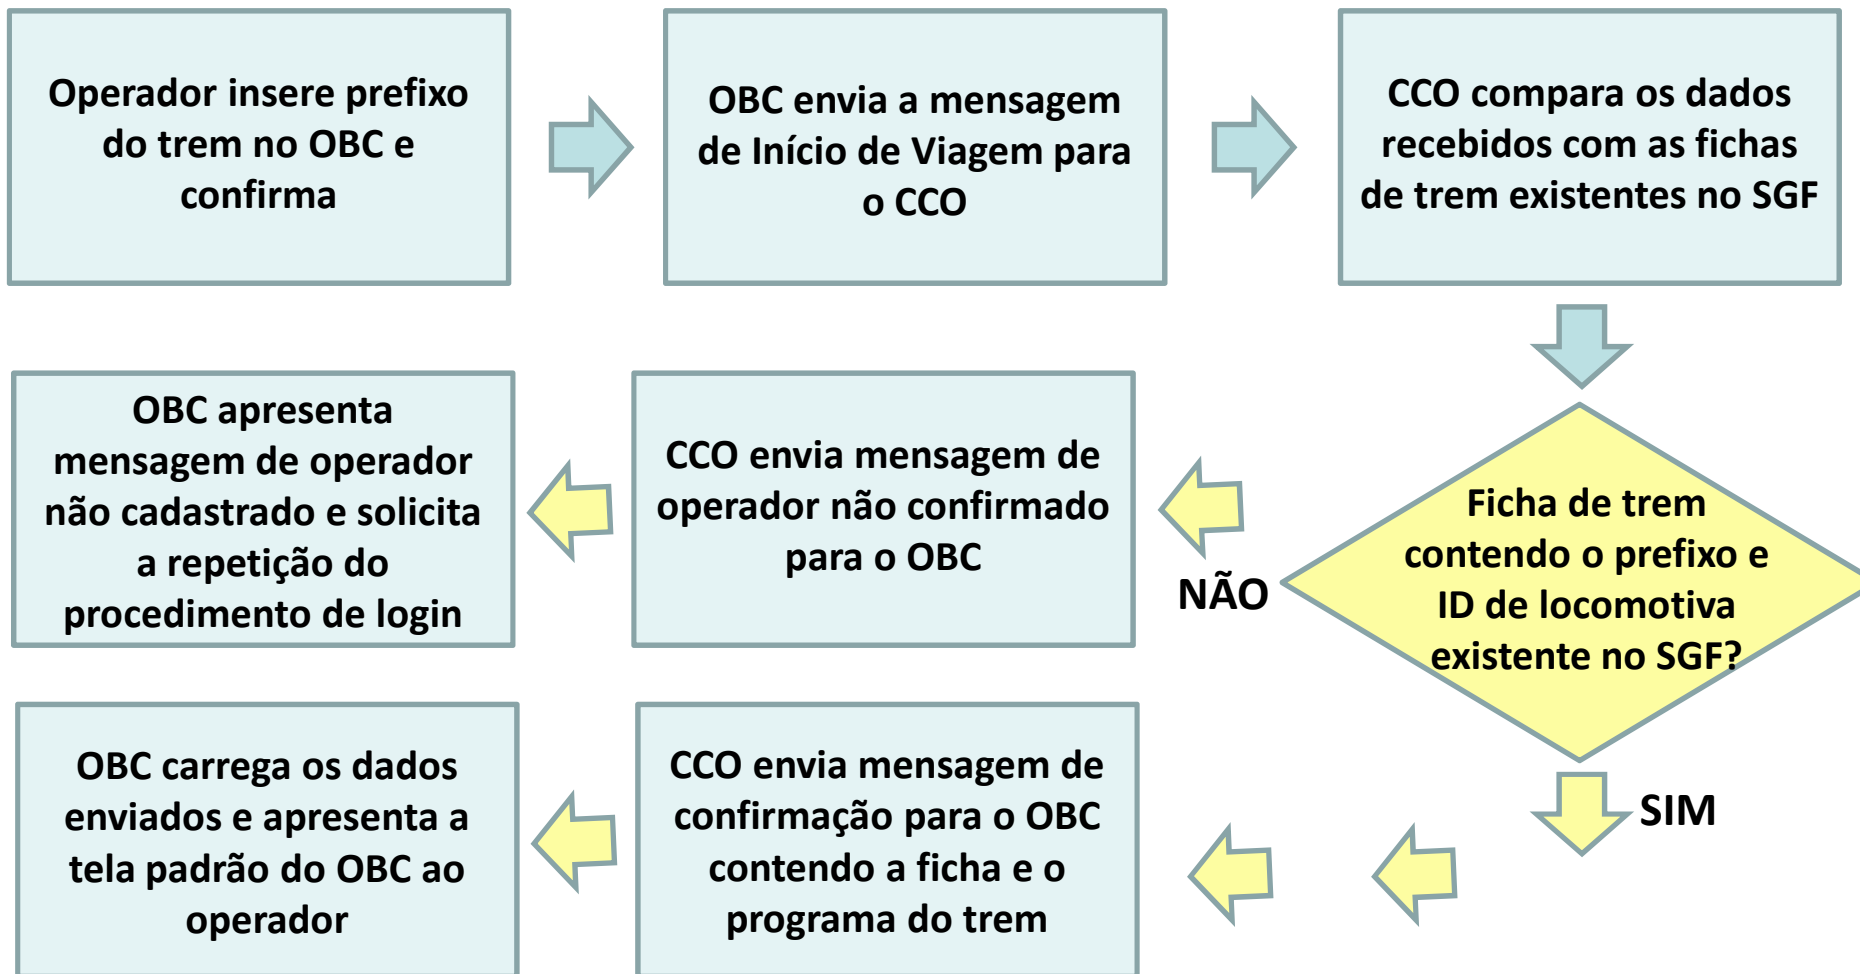 Operador insere prefixo
do trem no OBC e
confirma
OBC envia a mensagem
de Início de Viagem para
o CCO
CCO compara os dados
recebidos com as fichas
de trem existentes no SGF
OBC apresenta
mensagem de operador
não cadastrado e solicita
a repetição do
procedimento de login
CCO envia mensagem de
operador não confirmado
para o OBC
NÃO
Ficha de trem
contendo o prefixo e
ID de locomotiva
existente no SGF?
OBC carrega os dados
enviados e apresenta a
tela padrão do OBC ao
operador
CCO envia mensagem de
confirmação para o OBC
contendo a ficha e o
programa do trem
SIM